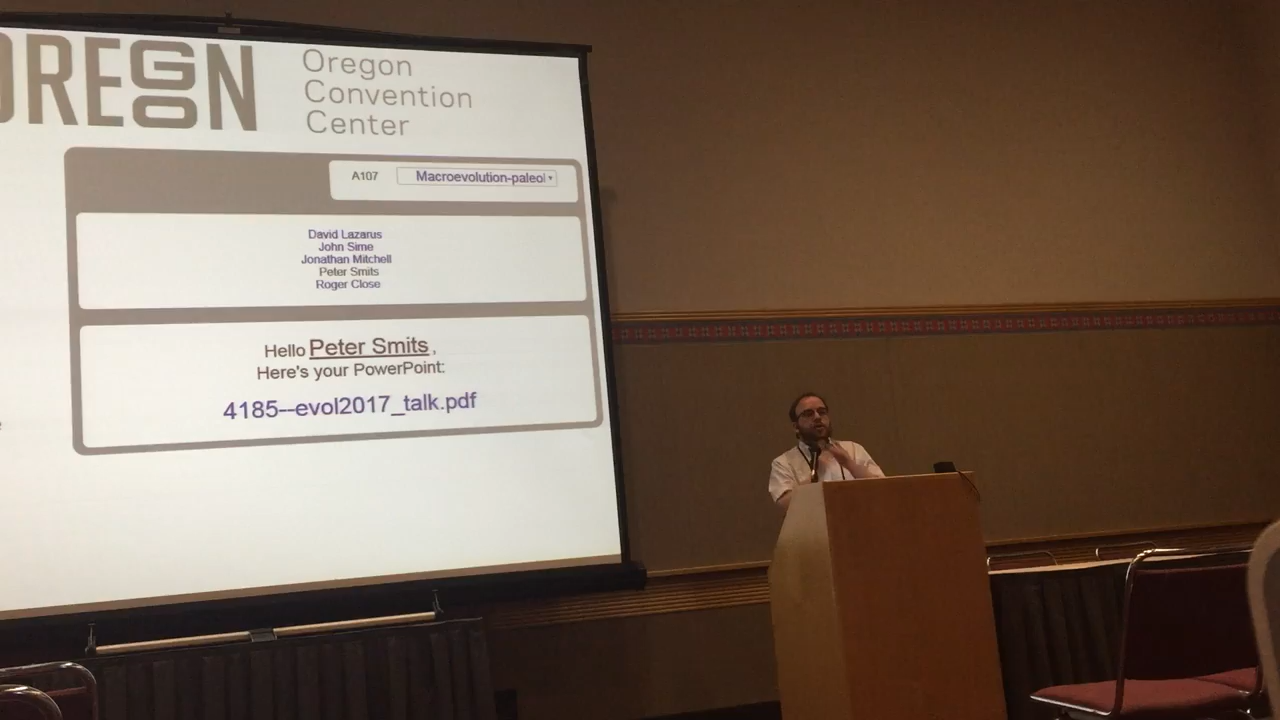 OREGON
Oregon
Convention
Center
A107 Macroevolution-paleol
David Lazarus
John Sime
Jonathan Mitchell
Peter Smits
Roger Close
Hello Peter Smits,
Here's your PowerPoint:
4185--evol2017_talk.pdf